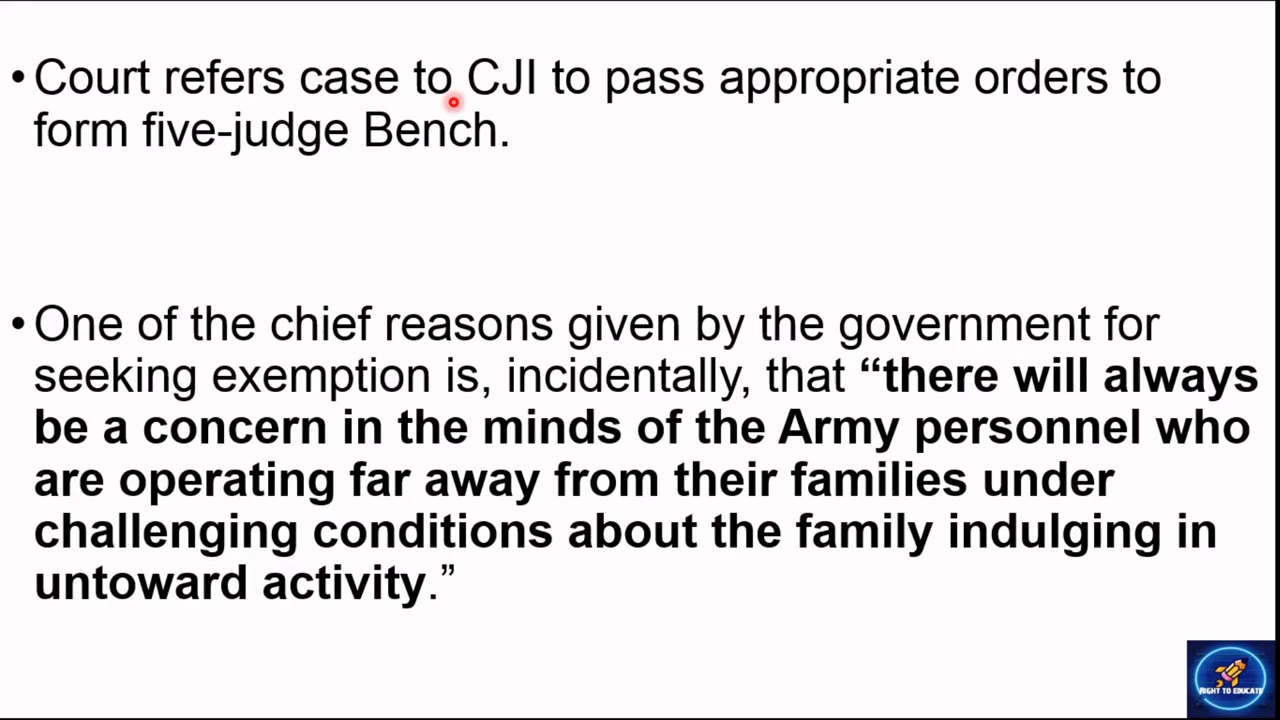 • Court refers case to CJI to pass appropriate orders to
form five-judge Bench.
• One of the chief reasons given by the government for
seeking exemption is, incidentally, that “there will always
be a concern in the minds of the Army personnel who
are operating far away from their families under
challenging conditions about the family indulging in
untoward activity.”
RIGHT TO EDUCATE